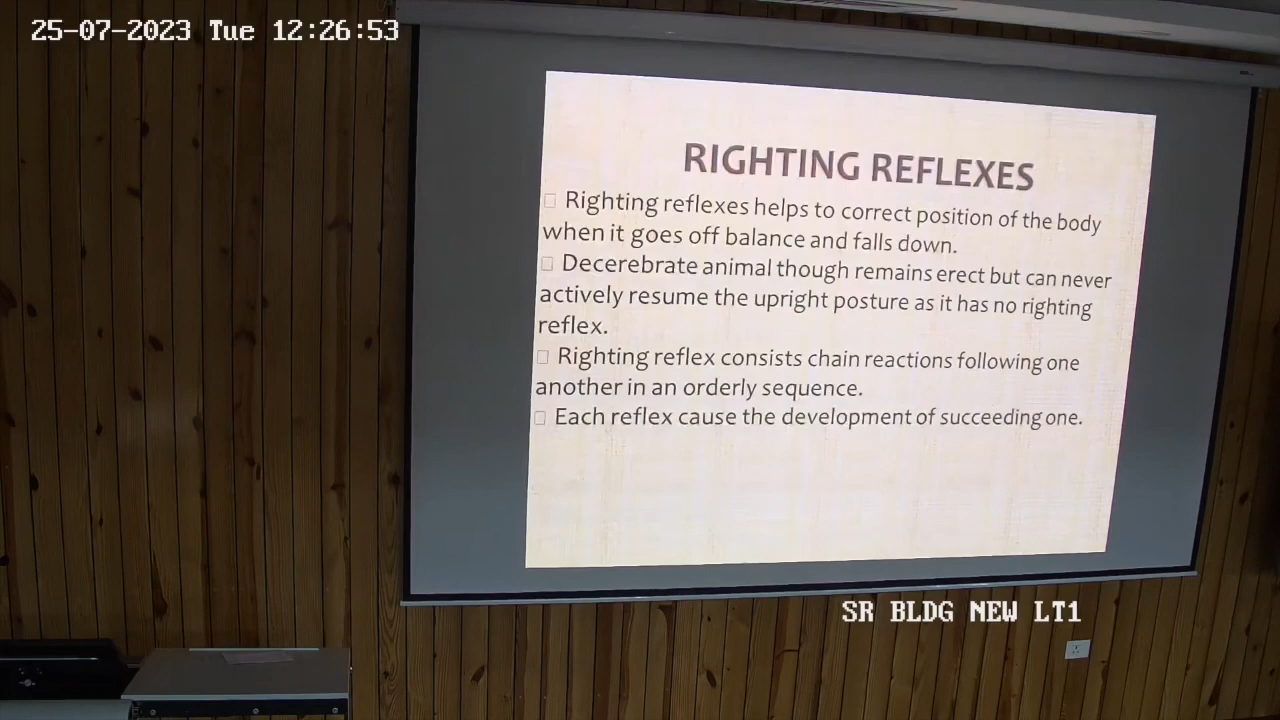 25-07-2023 Tue 12:26:53
RIGHTING REFLEXES
Righting reflexes helps to correct position of the body
when it goes off balance and falls down.
Decerebrate animal though remains erect but can never
actively resume the upright posture as it has no righting
reflex.
Righting reflex consists chain reactions following one
another in an orderly sequence.
Each reflex cause the development of succeeding one.
SR BLDG NEW LT1